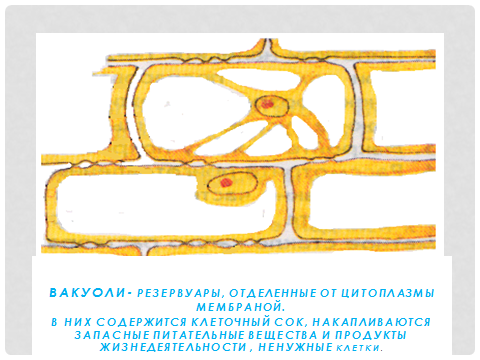 ВАКУОЛИ- РЕЗЕРВУАРЫ, ОТДЕЛЕННЫЕ ОТ ЦИТОПЛАЗМЫ
МЕМБРАНОЙ.
В НИХ СОДЕРЖИТСЯ КЛЕТОЧНЫЙ СОК, НАКАПЛИВАЮТСЯ
ЗАПАСНЫЕ ПИТАТЕЛЬНЫЕ ВЕЩЕСТВА И ПРОДУКТЫ
ЖИЗНЕДЕЯТЕЛЬНОСТИ , НЕНУЖНЫЕ КЛЕТКИ.